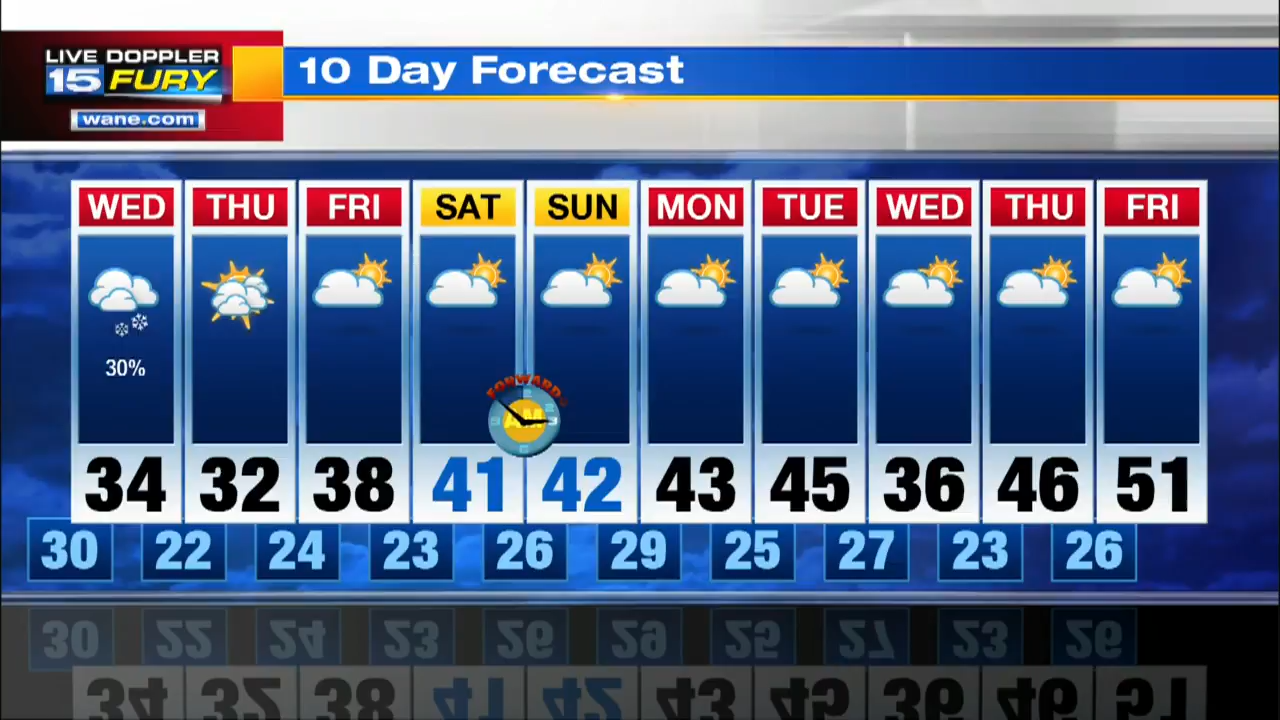 LIVE DOPPLER
15 FURY
wane.com
10 Day Forecast
WED THU FRI SAT SUN MON TUE WED THU FRI
30%
FORWARD
AM
34 32 38 41 42 43 45 36 46 51
30 22 24 23 26 29 25 27 23 26